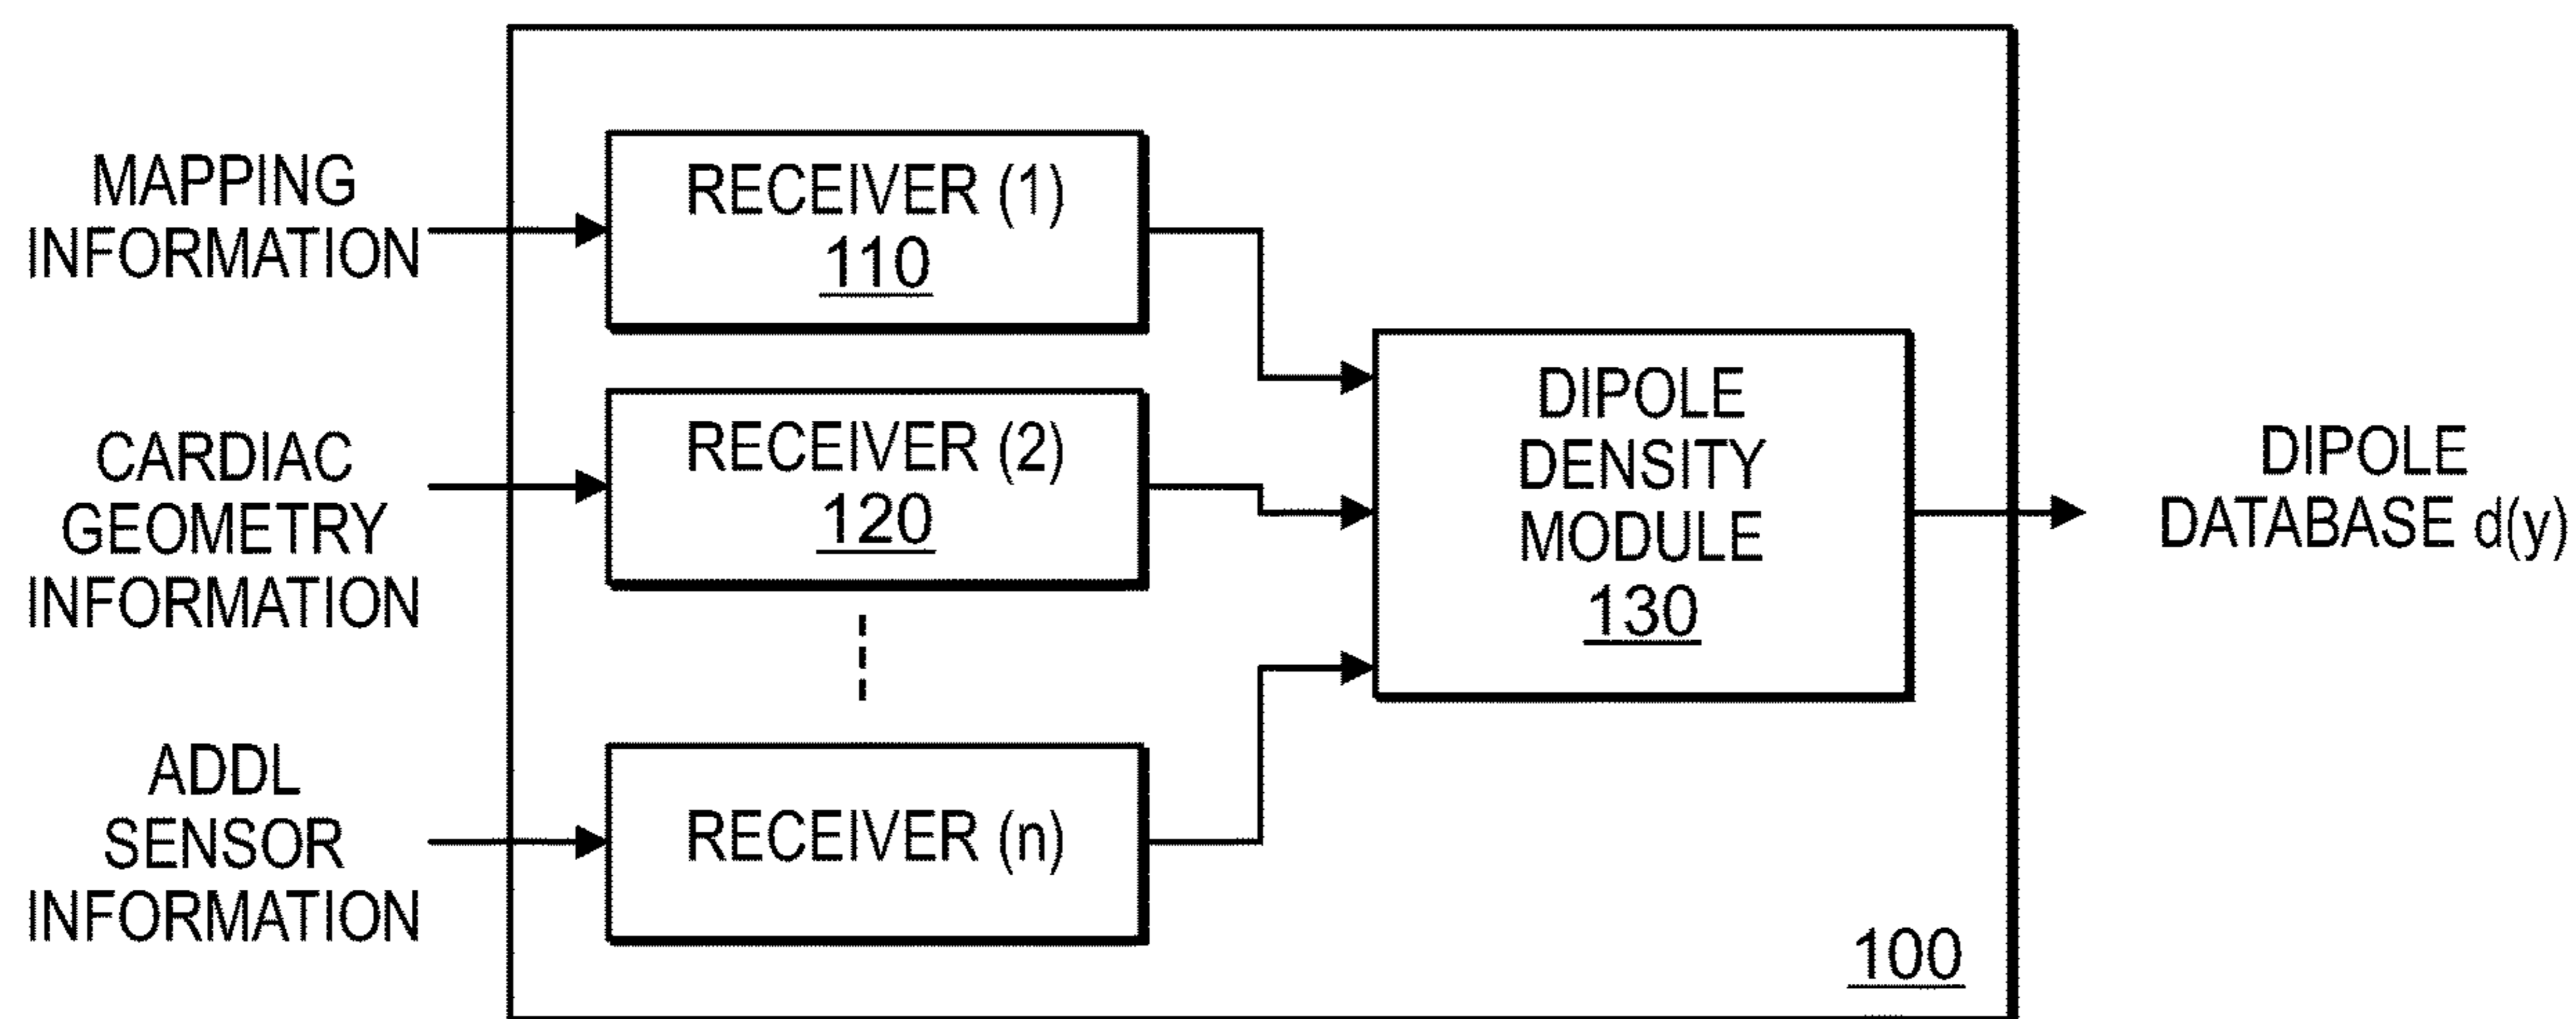 MAPPING
INFORMATION
RECEIVER (1)
110
CARDIAC
GEOMETRY
INFORMATION
RECEIVER (2)
120
ADDL
SENSOR
INFORMATION
RECEIVER (n)
DIPOLE
DENSITY
MODULE
130
DIPOLE
DATABASE d(y)
100